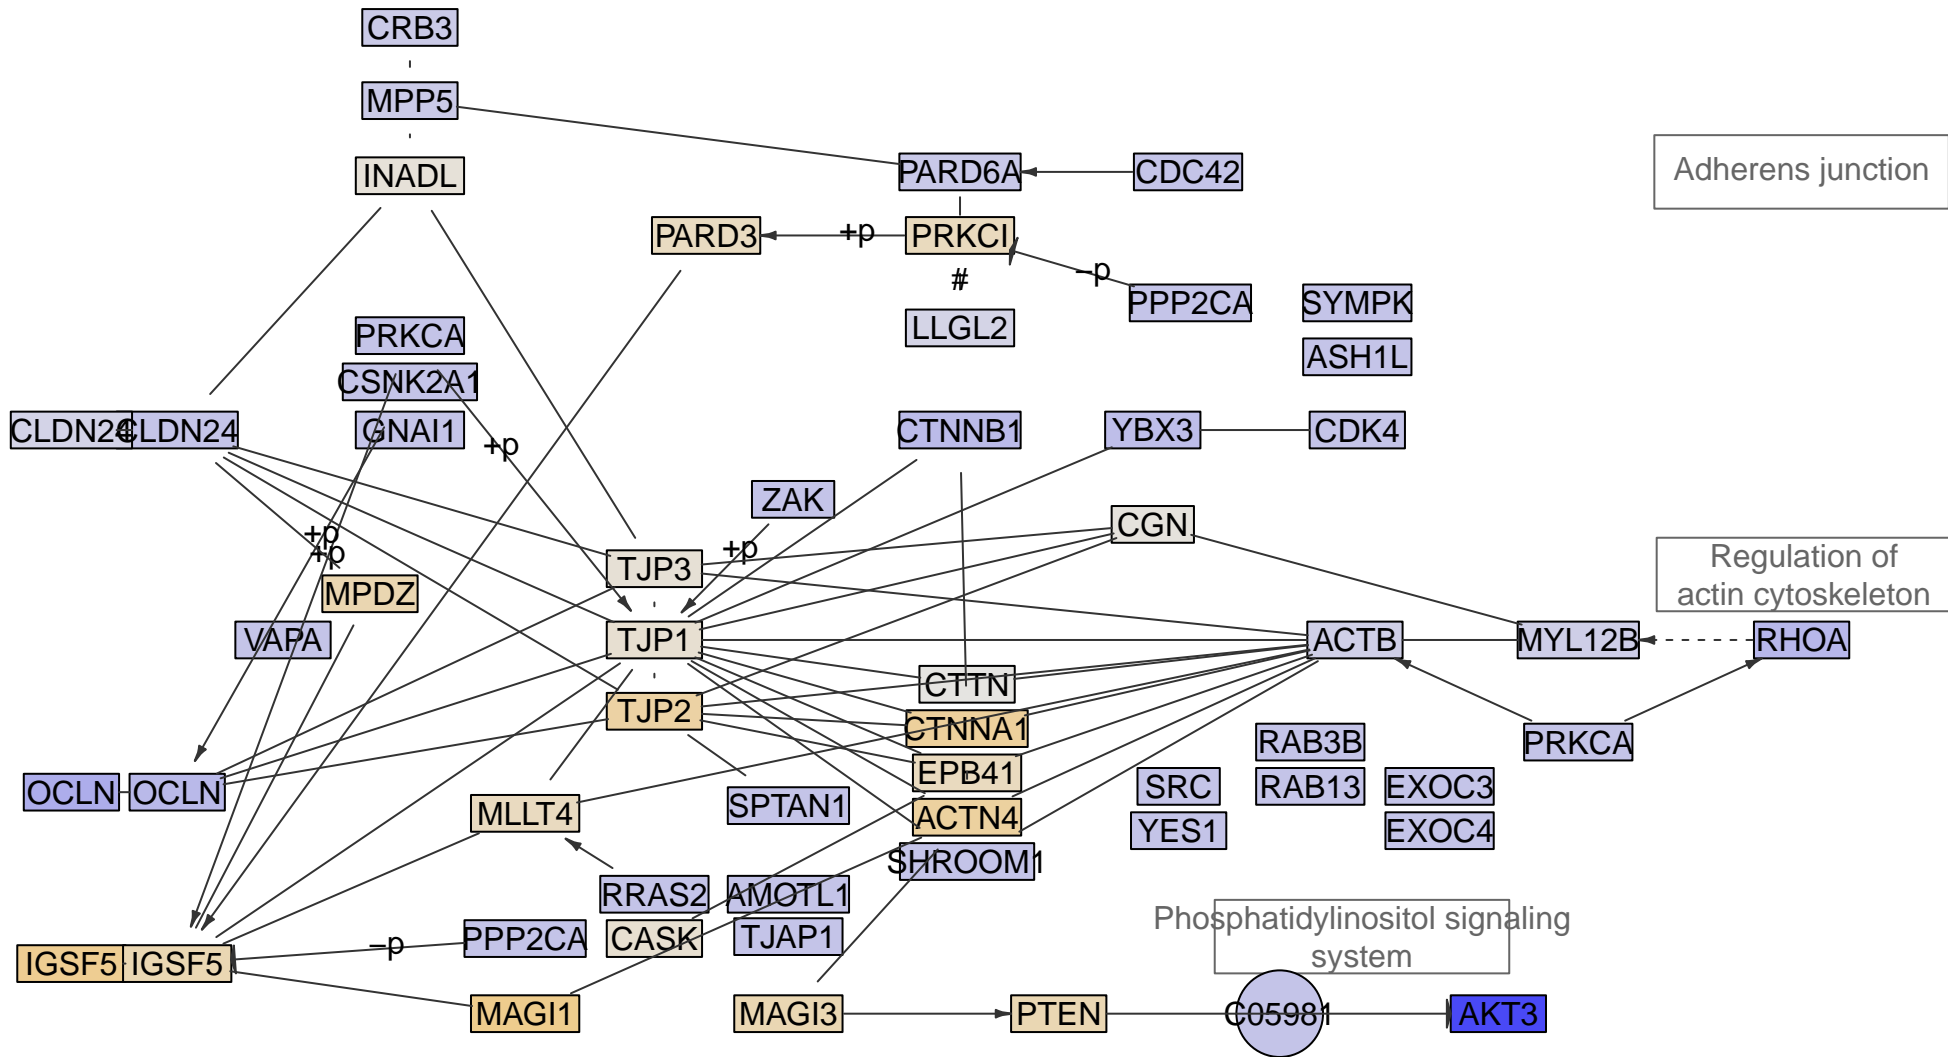 CRB3
MPP5
INADL
PARD6A
CDC42
Adherens junction
PARD3
+p
PRKCI
−p
#
PPP2CA
SYMPK
PRKCA
LLGL2
ASH1L
CSNK2A1
CLDN24
CLDN24
GNAI1
+p
CTNNB1
YBX3
CDK4
ZAK
CGN
+p
+p
+p
TJP3
Regulation of
actin cytoskeleton
MPDZ
VAPA
TJP1
ACTB
MYL12B
RHOA
CTTN
TJP2
CTNNA1
RAB3B
PRKCA
EPB41
OCLN
OCLN
SRC
RAB13
EXOC3
MLLT4
SPTAN1
ACTN4
YES1
EXOC4
SHROOM1
RRAS2
AMOTL1
Phosphatidylinositol signaling
system
PPP2CA
CASK
TJAP1
−p
IGSF5
IGSF5
MAGI1
MAGI3
PTEN
C05981
AKT3